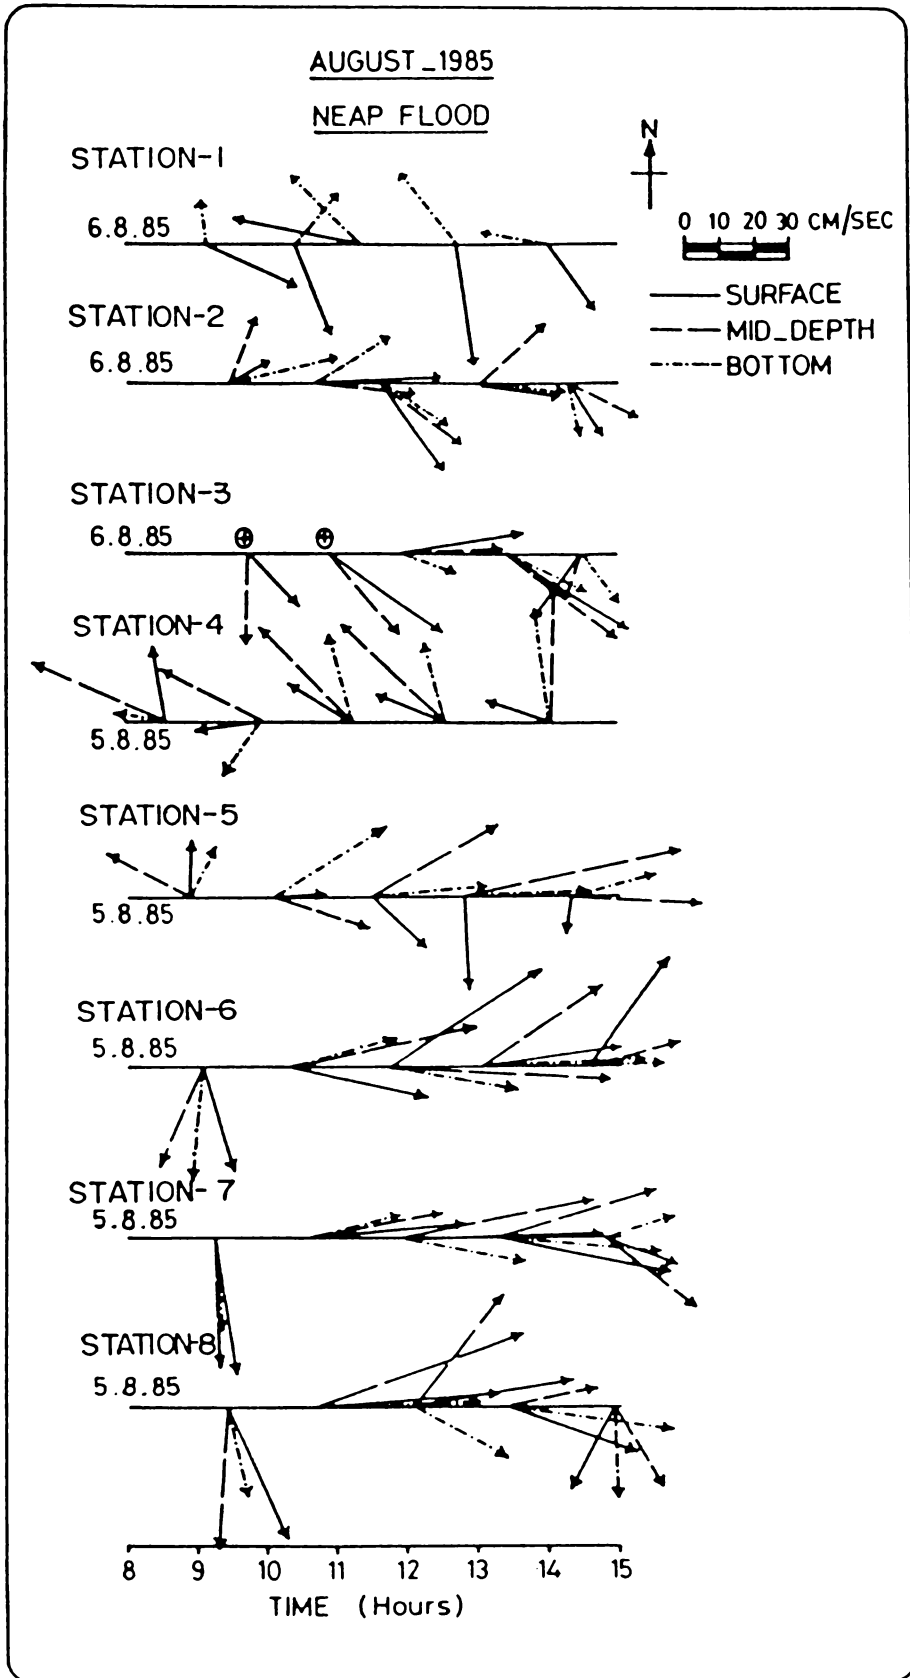 AUGUST_1985
NEAP FLOOD
STATION-1
N
0 10 20 30 CM/SEC
6.8.85
SURFACE
STATION-2
MID_DEPTH
6.8.85
BOTTOM
STATION-3
6.8.85
STATION-4
5.8.85
STATION-5
5.8.85
STATION-6
5.8.85
STATION-7
5.8.85
STATION-8
5.8.85
8 9 10 11 12 13 14 15
TIME (Hours)